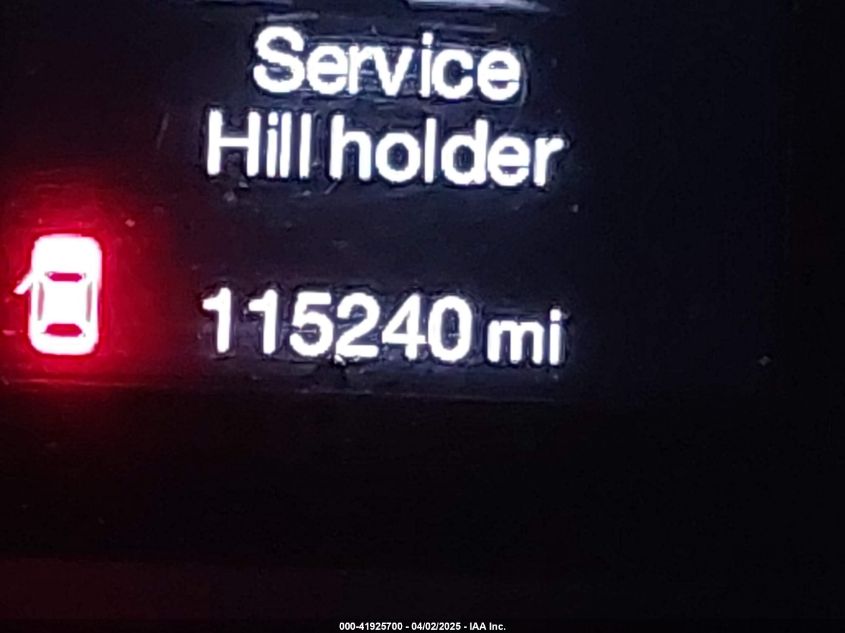 Service
Hill holder
115240 mi
000-41925700 - 04/02/2025 - IAA Inc.